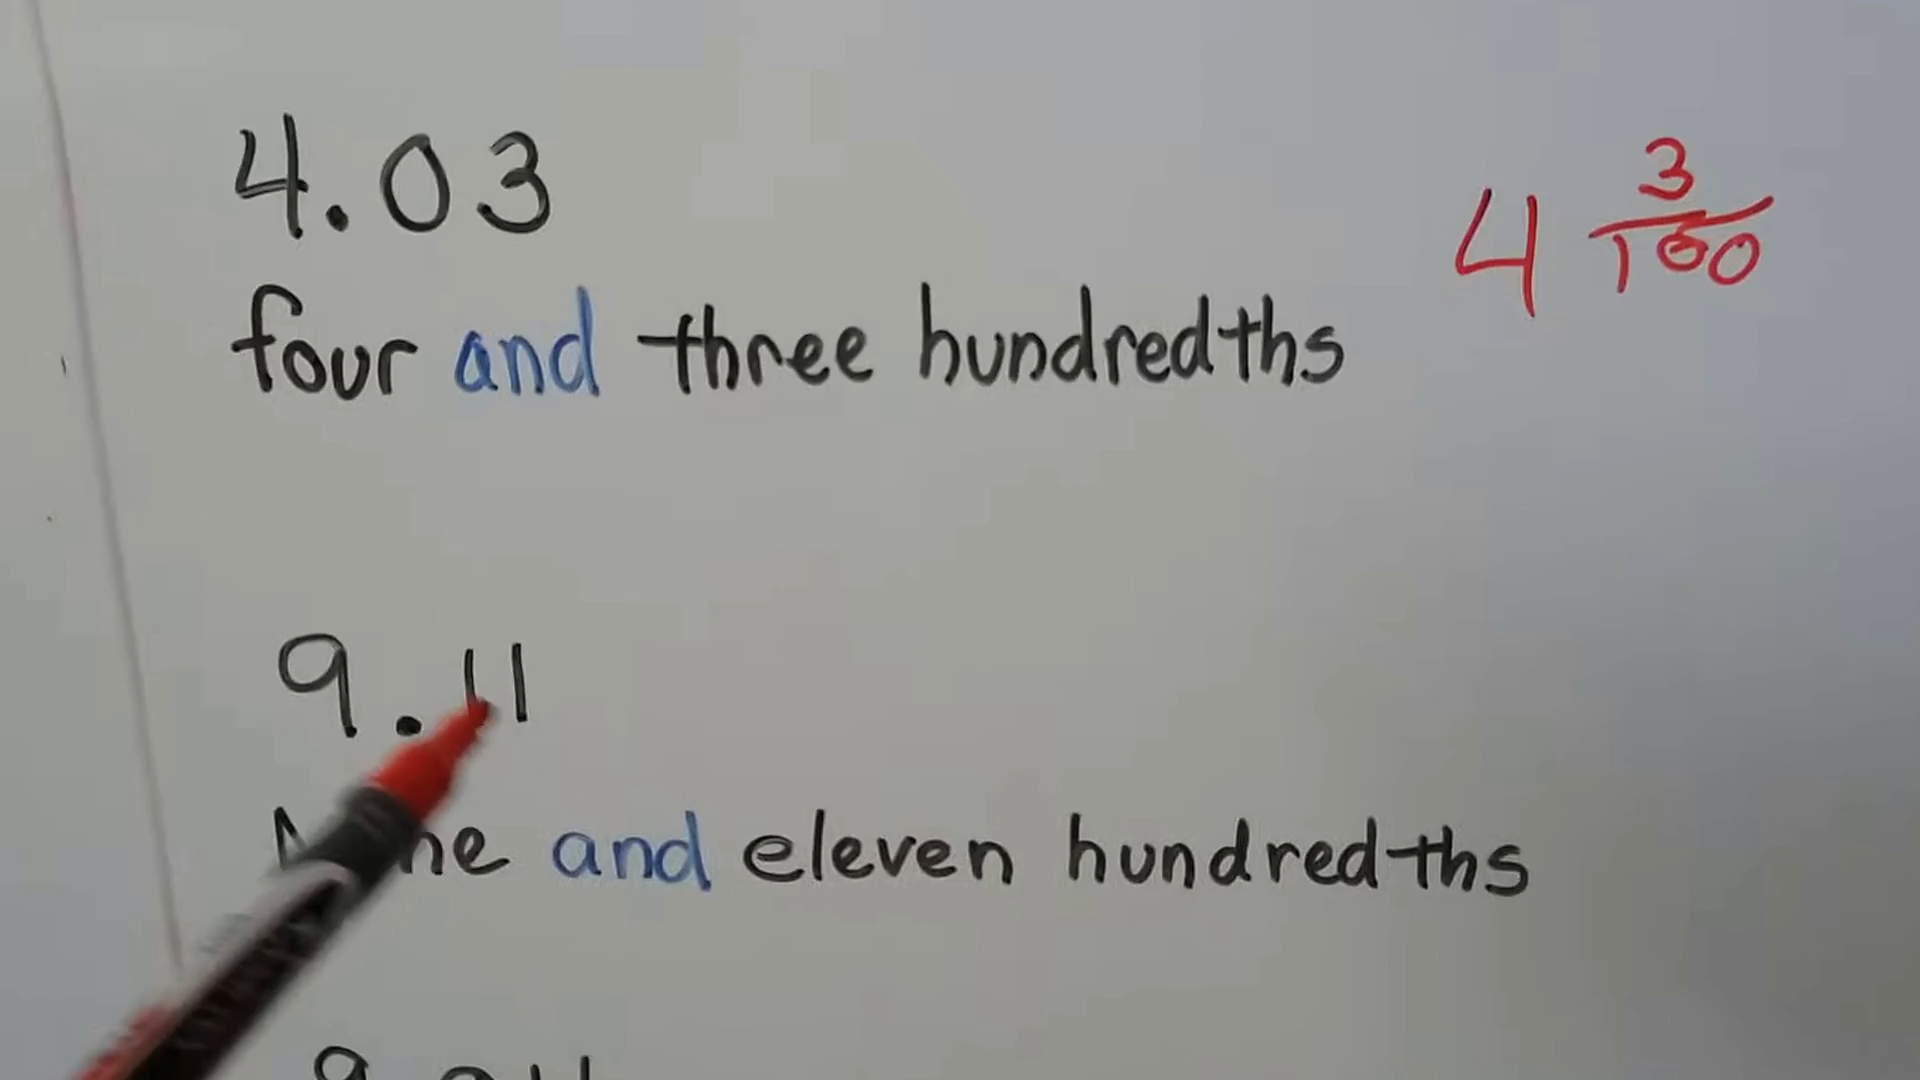 4.03
4 3/100
four and three hundredths
9.11
and eleven hundredths